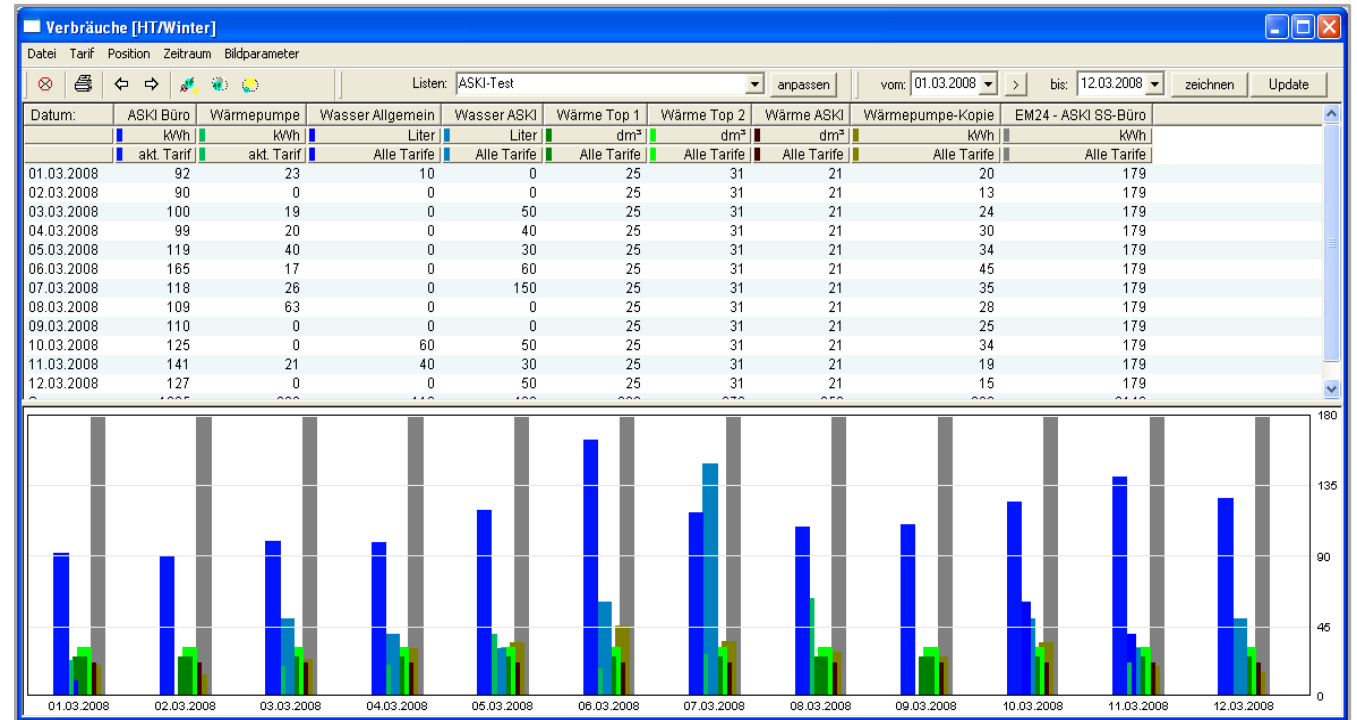 Verbräuche [HT/Winter]
Datei Tarif Position Zeitraum Bildparameter
Listen: ASKI-Test anpassen vom: 01.03.2008 > bis: 12.03.2008 zeichnen Update
Datum: ASKI Büro Wärmepumpe Wasser Allgemein Wasser ASKI Wärme Top 1 Wärme Top 2 Wärme ASKI Wärmepumpe-Kopie EM24 - ASKI SS-Büro
kWh kWh Liter Liter dm³ dm³ dm³ kWh kWh
akt. Tarif akt. Tarif Alle Tarife Alle Tarife Alle Tarife Alle Tarife Alle Tarife Alle Tarife Alle Tarife
01.03.2008 92 23 10 0 25 31 21 20 179
02.03.2008 90 0 0 0 25 31 21 13 179
03.03.2008 100 19 0 50 25 31 21 24 179
04.03.2008 99 20 0 40 25 31 21 30 179
05.03.2008 119 40 0 30 25 31 21 34 179
06.03.2008 165 17 0 60 25 31 21 45 179
07.03.2008 118 26 0 150 25 31 21 35 179
08.03.2008 109 63 0 0 25 31 21 28 179
09.03.2008 110 0 0 0 25 31 21 25 179
10.03.2008 125 0 60 50 25 31 21 34 179
11.03.2008 141 21 40 30 25 31 21 19 179
12.03.2008 127 0 0 50 25 31 21 15 179
180
135
90
45
0
01.03.2008 02.03.2008 03.03.2008 04.03.2008 05.03.2008 06.03.2008 07.03.2008 08.03.2008 09.03.2008 10.03.2008 11.03.2008 12.03.2008